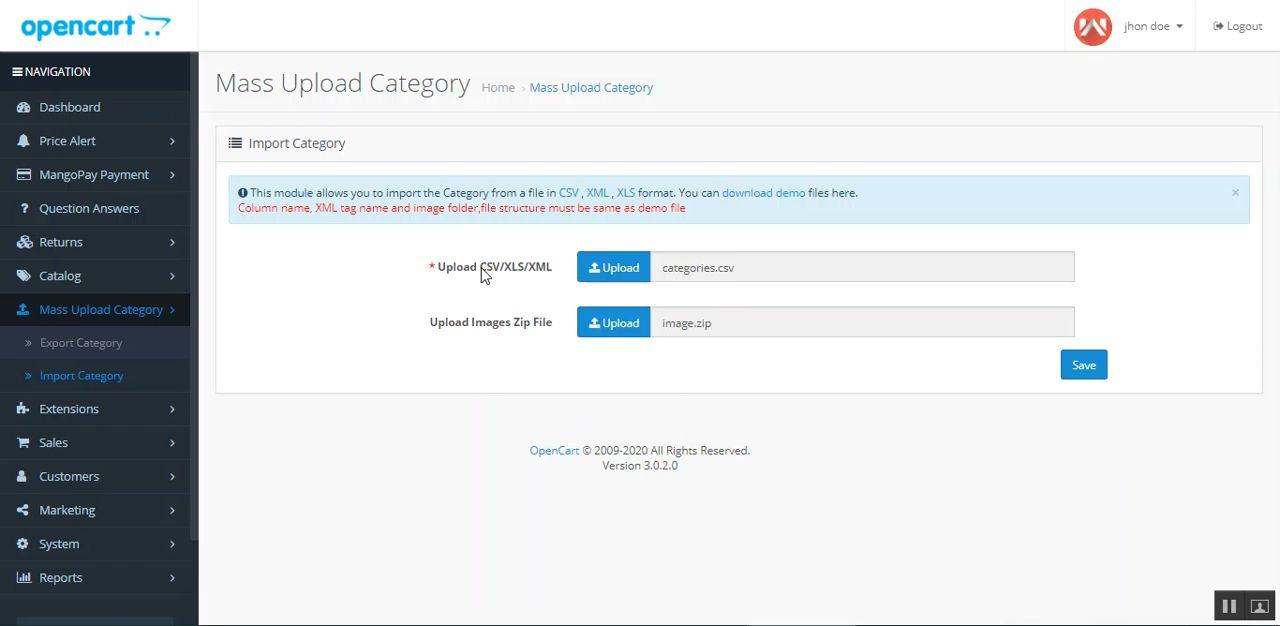 opencart
jhon doe
Logout
NAVIGATION
Dashboard
Price Alert
MangoPay Payment
Question Answers
Returns
Catalog
Mass Upload Category
» Export Category
» Import Category
Extensions
Sales
Customers
Marketing
System
Reports
Mass Upload Category
Home › Mass Upload Category
Import Category
This module allows you to import the Category from a file in CSV , XML , XLS format. You can download demo files here. ×
Column name, XML tag name and image folder,file structure must be same as demo file
* Upload CSV/XLS/XML Upload categories.csv
Upload Images Zip File Upload image.zip
Save
OpenCart © 2009-2020 All Rights Reserved.
Version 3.0.2.0